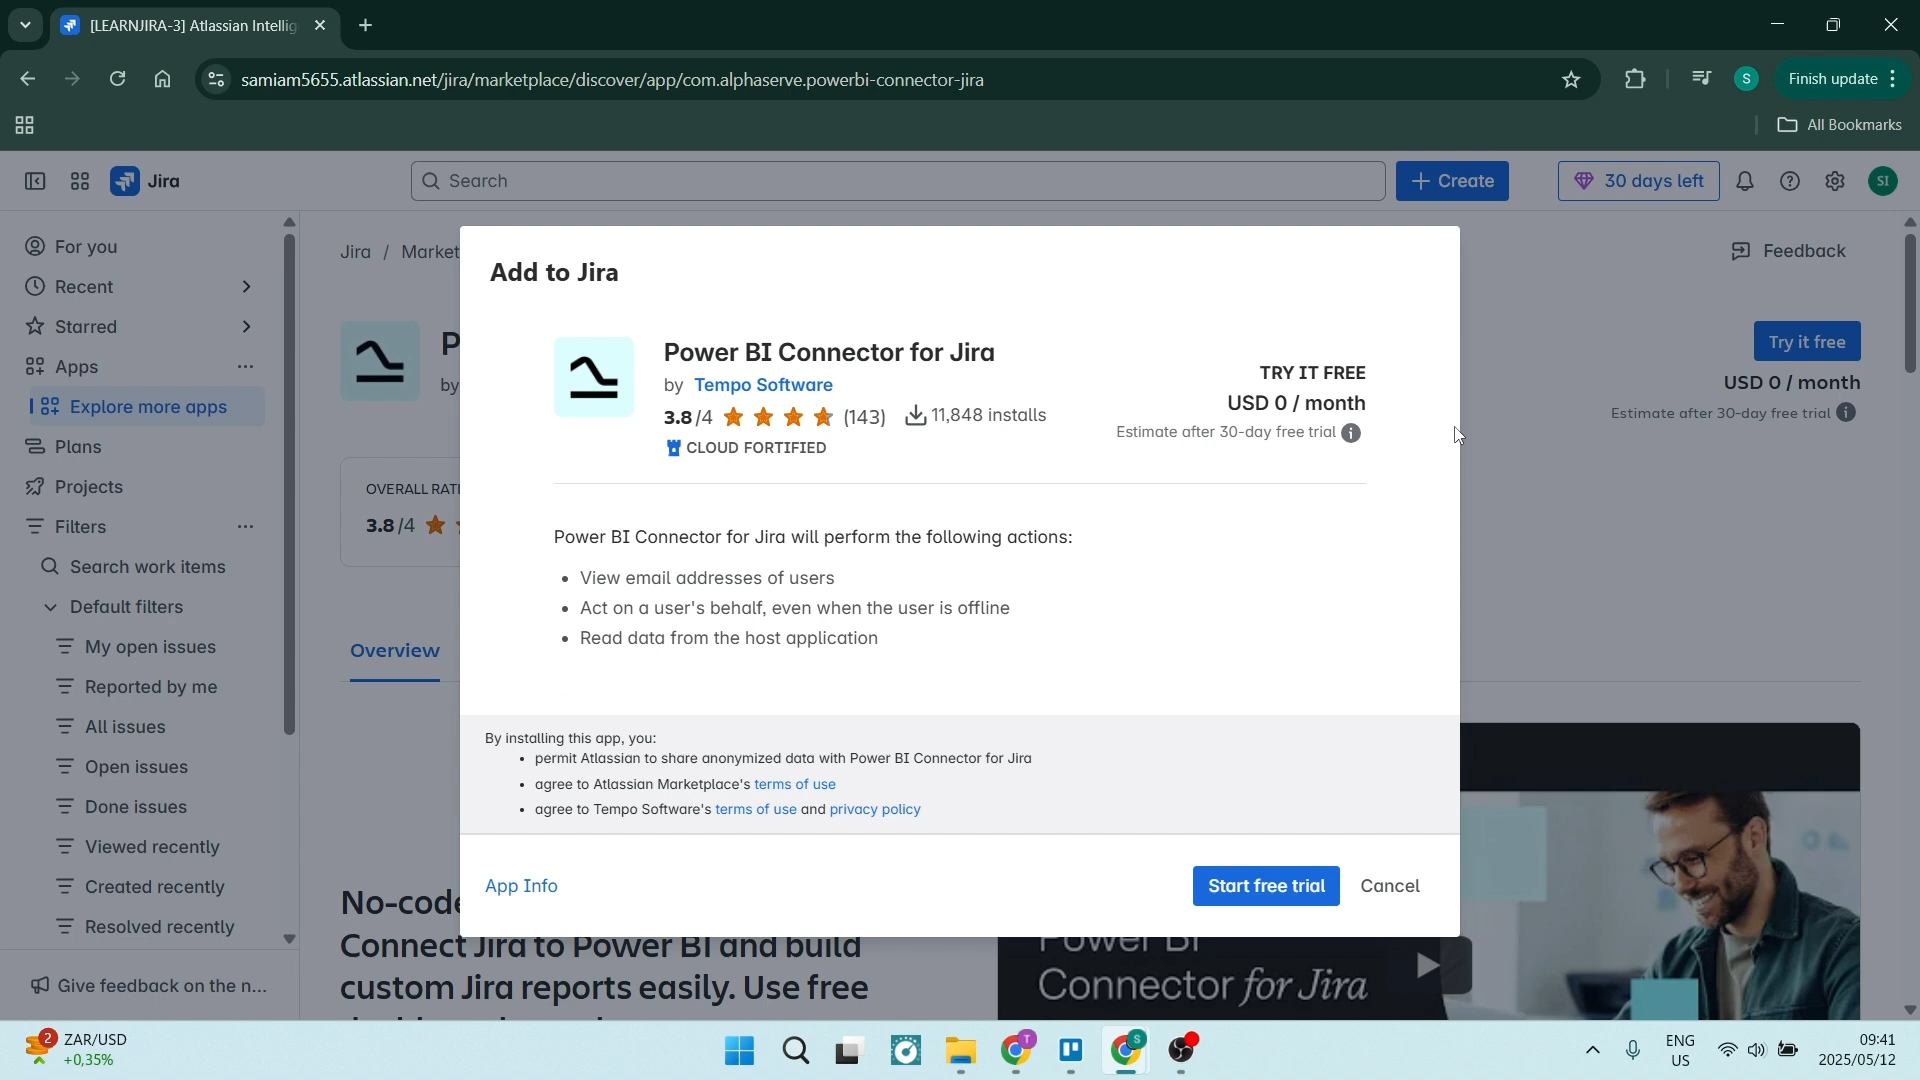 [LEARNJIRA-3] Atlassian Intellig
samiam5655.atlassian.net/jira/marketplace/discover/app/com.alphaserve.powerbi-connector-jira
S
Finish update
All Bookmarks
Jira
Search
Create
30 days left
SI
For you
Recent
Starred
Apps
Explore more apps
Plans
Projects
Filters
Search work items
Default filters
My open issues
Reported by me
All issues
Open issues
Done issues
Viewed recently
Created recently
Resolved recently
Give feedback on the n...
Jira / Market
Feedback
P
by
Try it free
USD 0 / month
Estimate after 30-day free trial
OVERALL RATI
3.8 /4
Overview
No-code
Connect Jira to Power BI and build
custom Jira reports easily. Use free
Power BI
Connector for Jira
Add to Jira
Power BI Connector for Jira
by Tempo Software
3.8 /4 (143) 11,848 installs
CLOUD FORTIFIED
TRY IT FREE
USD 0 / month
Estimate after 30-day free trial
Power BI Connector for Jira will perform the following actions:
• View email addresses of users
• Act on a user's behalf, even when the user is offline
• Read data from the host application
By installing this app, you:
• permit Atlassian to share anonymized data with Power BI Connector for Jira
• agree to Atlassian Marketplace's terms of use
• agree to Tempo Software's terms of use and privacy policy
App Info
Start free trial
Cancel
2
ZAR/USD
+0,35%
T
S
ENG
US
09:41
2025/05/12